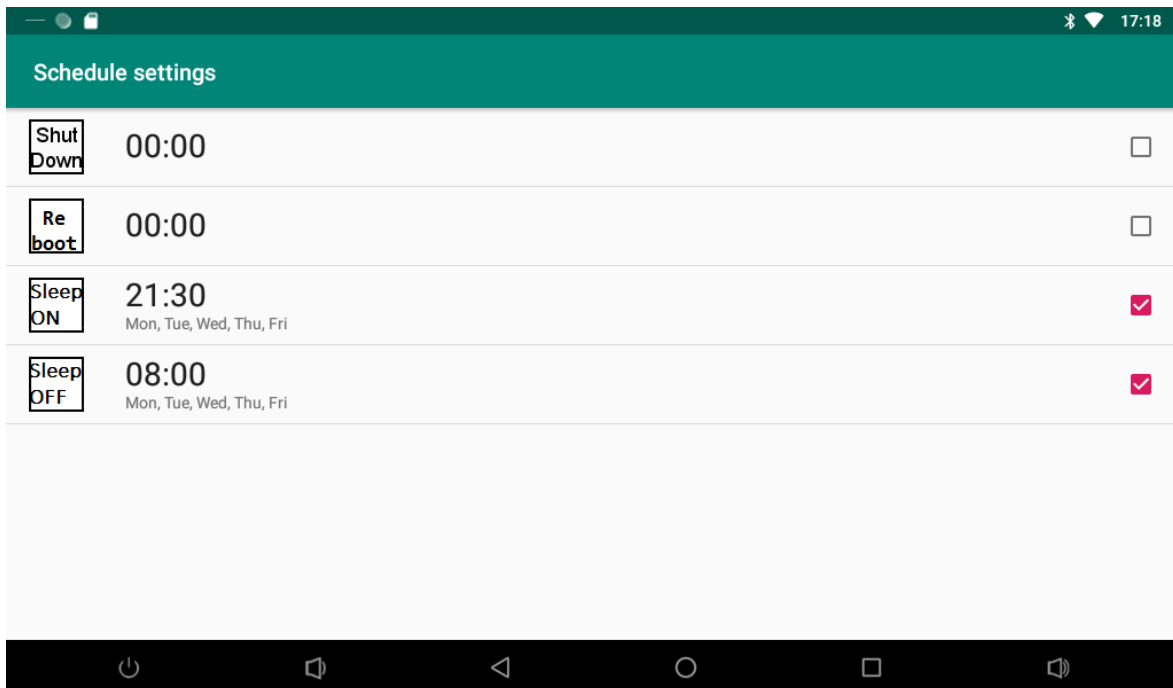 17:18
Schedule settings
Shut
Down
00:00
Re
boot
00:00
Sleep
ON
21:30
Mon, Tue, Wed, Thu, Fri
Sleep
OFF
08:00
Mon, Tue, Wed, Thu, Fri